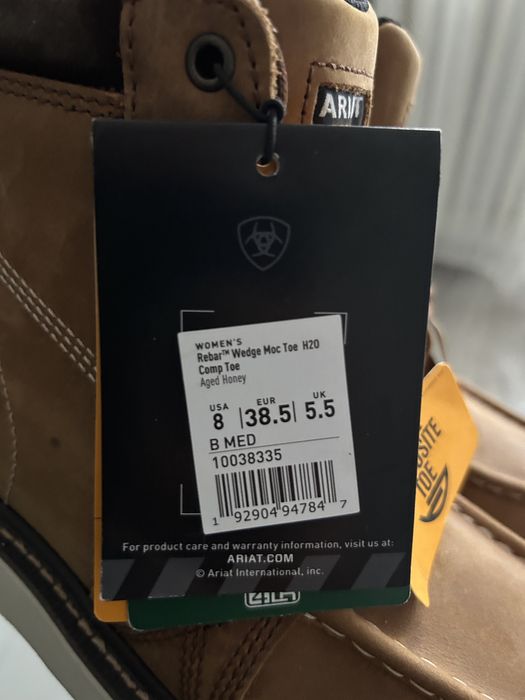 ARIAT
WOMEN'S
Rebar™ Wedge Moc Toe H2O
Comp Toe
Aged Honey
USA EUR UK
8 |38.5| 5.5
B MED
10038335
1 92904 94784 7
TOE
For product care and warranty information, visit us at:
ARIAT.COM
© Ariat International, inc.